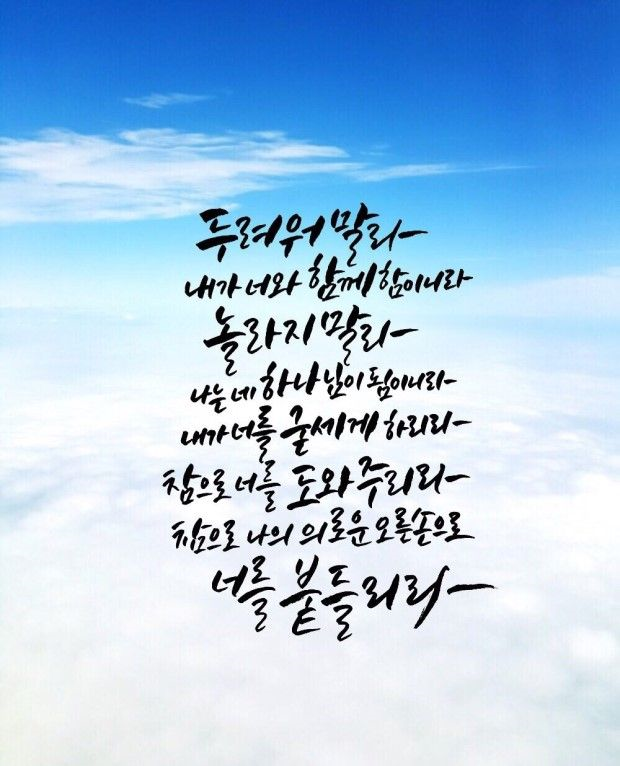 두려워 말라
내가 너와 함께 함이니라
놀라지 말라
나는 네 하나님이 됨이니라
내가 너를 굳세게 하리라
참으로 너를 도와주리라
참으로 나의 의로운 오른손으로
너를 붙들리라